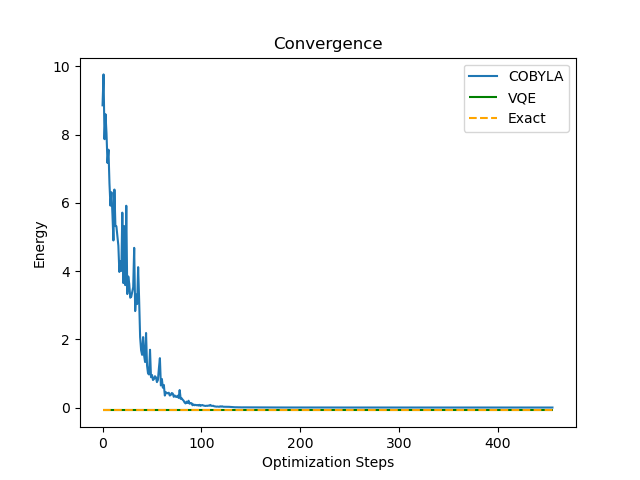 Convergence
COBYLA
VQE
Exact
Energy
10
8
6
4
2
0
0 100 200 300 400
Optimization Steps